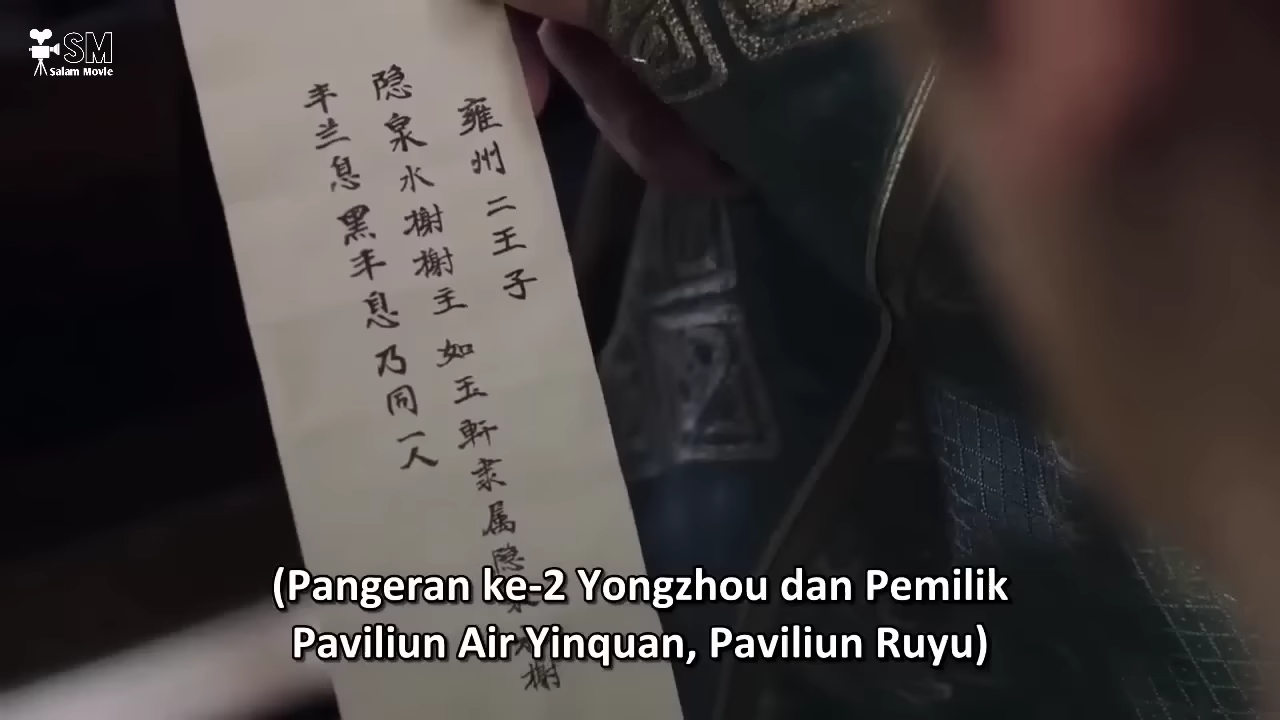 SM
Salam Movie
雍州二王子
隐泉水榭榭主 如玉軒隶属隐榭
丰兰息黑丰息乃同一人
(Pangeran ke-2 Yongzhou dan Pemilik
Paviliun Air Yinquan, Paviliun Ruyu)